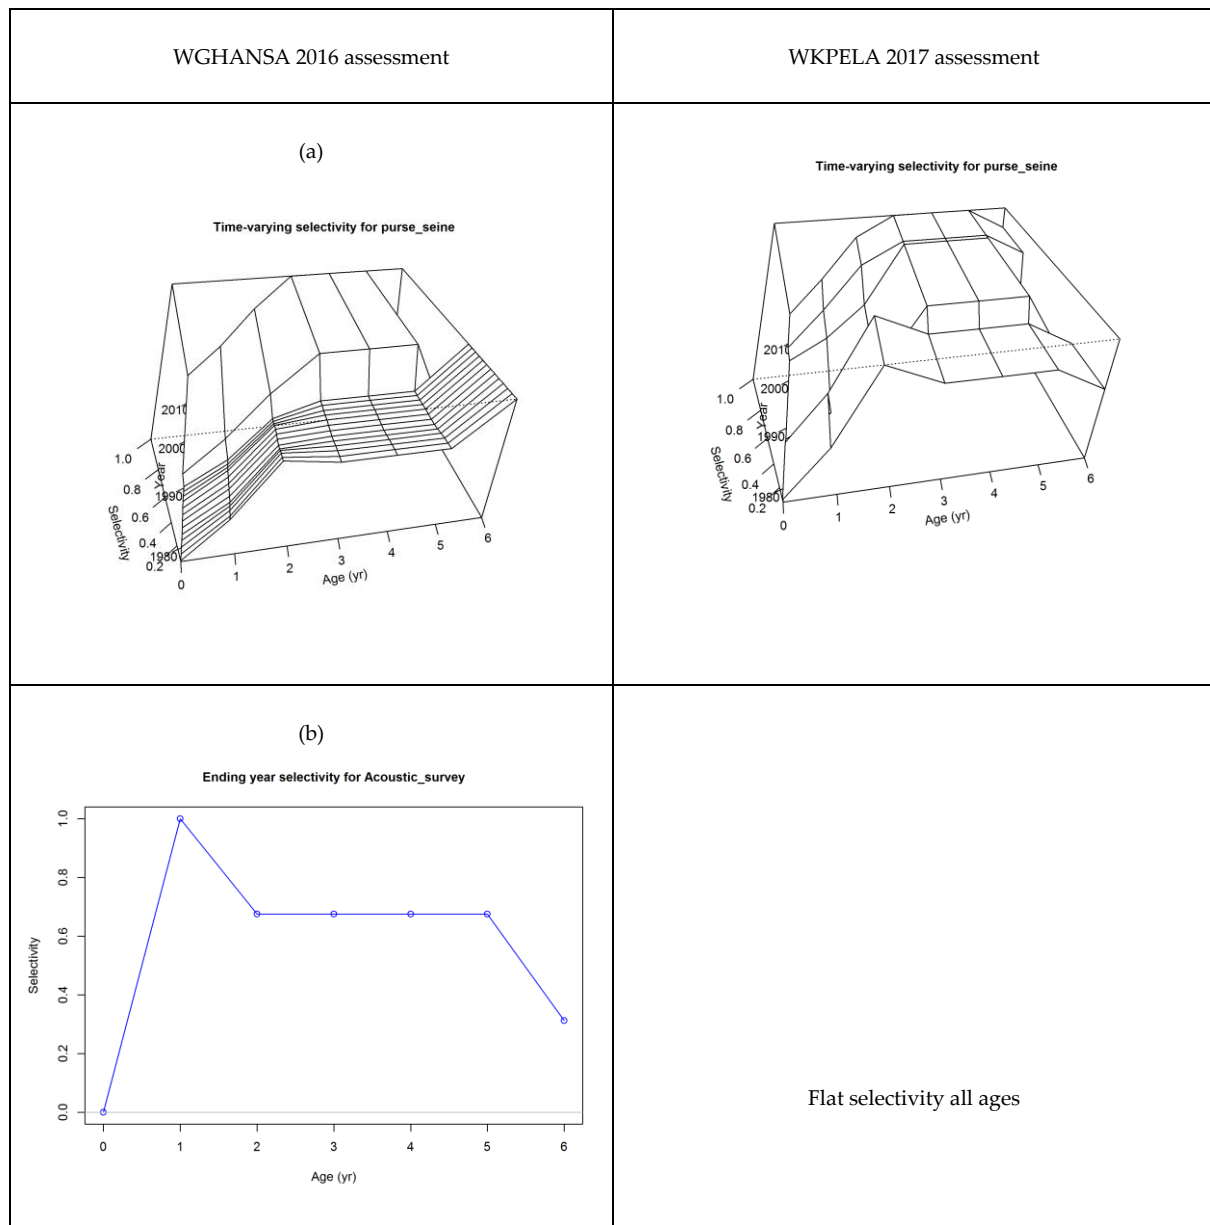 WGHANSA 2016 assessment
WKPELA 2017 assessment
(a)
Time-varying selectivity for purse_seine
2010
2000
1990
1980
Year
1.0
0.8
0.6
0.4
0.2
Selectivity
0
1
2
3
4
5
6
Age (yr)
Time-varying selectivity for purse_seine
2010
2000
1990
1980
Year
1.0
0.8
0.6
0.4
0.2
Selectivity
0
1
2
3
4
5
6
Age (yr)
(b)
Ending year selectivity for Acoustic_survey
1.0
0.8
0.6
0.4
0.2
0.0
Selectivity
0 1 2 3 4 5 6
Age (yr)
Flat selectivity all ages